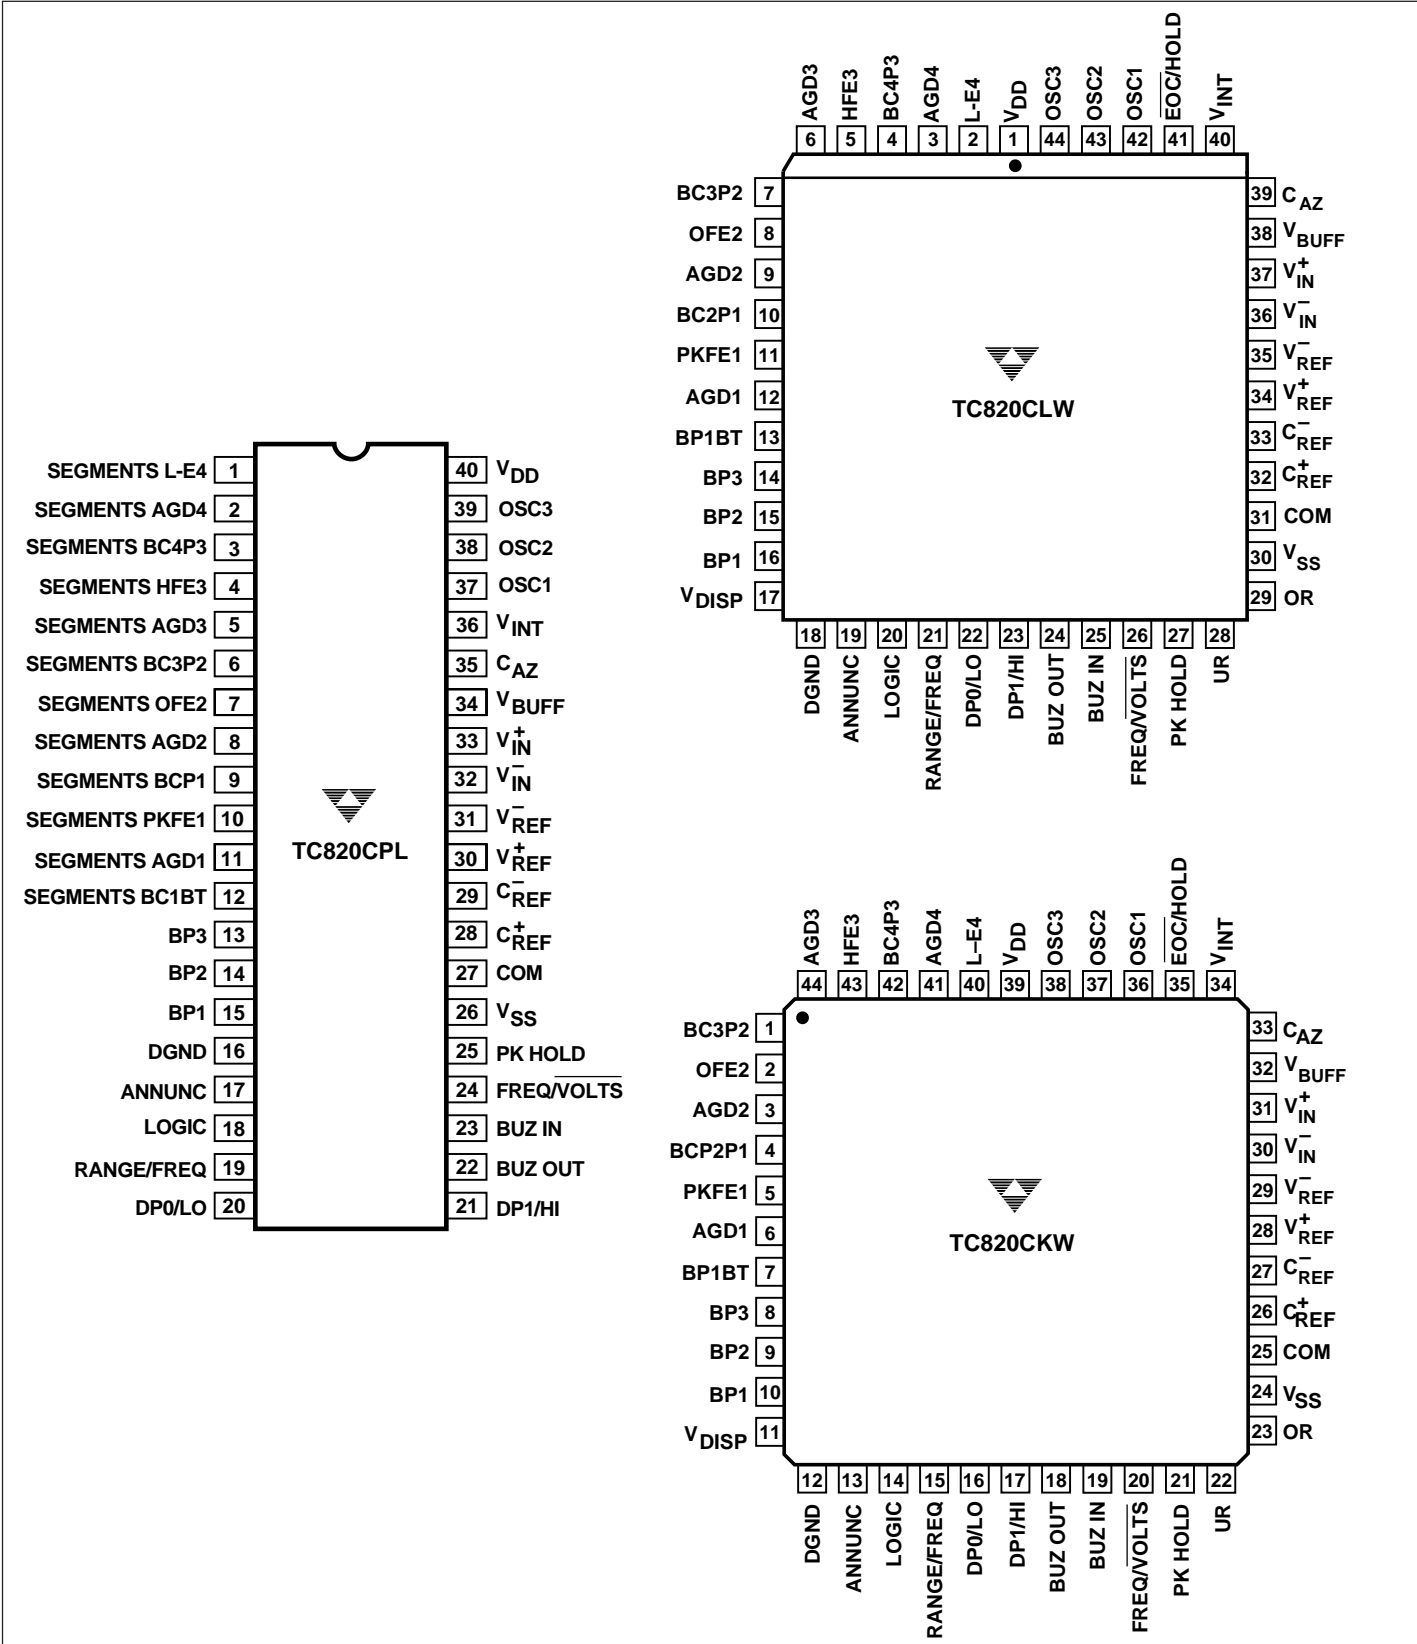 AGD3 HFE3 BC4P3 AGD4 L-E4 VDD OSC3 OSC2 OSC1 EOC/HOLD VINT
6 5 4 3 2 1 44 43 42 41 40
BC3P2 7
OFE2 8
AGD2 9
BC2P1 10
PKFE1 11
AGD1 12
BP1BT 13
BP3 14
BP2 15
BP1 16
VDISP 17
TC820CLW
39 CAZ
38 VBUFF
37 V+IN
36 V–IN
35 V–REF
34 V+REF
33 C–REF
32 C+REF
31 COM
30 VSS
29 OR
18 19 20 21 22 23 24 25 26 27 28
DGND ANNUNC LOGIC RANGE/FREQ DP0/LO DP1/HI BUZ OUT BUZ IN FREQ/VOLTS PK HOLD UR
SEGMENTS L-E4 1
SEGMENTS AGD4 2
SEGMENTS BC4P3 3
SEGMENTS HFE3 4
SEGMENTS AGD3 5
SEGMENTS BC3P2 6
SEGMENTS OFE2 7
SEGMENTS AGD2 8
SEGMENTS BCP1 9
SEGMENTS PKFE1 10
SEGMENTS AGD1 11
SEGMENTS BC1BT 12
BP3 13
BP2 14
BP1 15
DGND 16
ANNUNC 17
LOGIC 18
RANGE/FREQ 19
DP0/LO 20
TC820CPL
40 VDD
39 OSC3
38 OSC2
37 OSC1
36 VINT
35 CAZ
34 VBUFF
33 V+IN
32 V–IN
31 V–REF
30 V+REF
29 C–REF
28 C+REF
27 COM
26 VSS
25 PK HOLD
24 FREQ/VOLTS
23 BUZ IN
22 BUZ OUT
21 DP1/HI
AGD3 HFE3 BC4P3 AGD4 L–E4 VDD OSC3 OSC2 OSC1 EOC/HOLD VINT
44 43 42 41 40 39 38 37 36 35 34
BC3P2 1
OFE2 2
AGD2 3
BCP2P1 4
PKFE1 5
AGD1 6
BP1BT 7
BP3 8
BP2 9
BP1 10
VDISP 11
TC820CKW
33 CAZ
32 VBUFF
31 V+IN
30 V–IN
29 V–REF
28 V+REF
27 C–REF
26 C+REF
25 COM
24 VSS
23 OR
12 13 14 15 16 17 18 19 20 21 22
DGND ANNUNC LOGIC RANGE/FREQ DP0/LO DP1/HI BUZ OUT BUZ IN FREQ/VOLTS PK HOLD UR